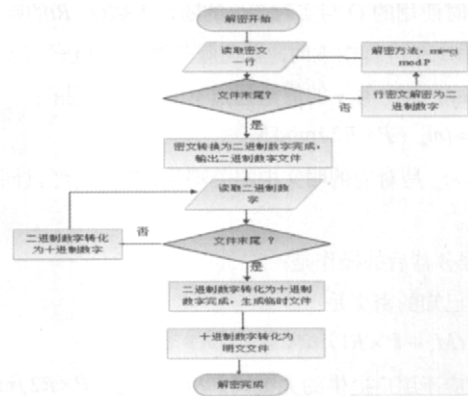 解密开始
读取密文
一行
解密方法：mi=ci
mod P
文件末尾？
否
行密文解密为二
进制数字
是
密文转换为二进制数字完成，
输出二进制数字文件
读取二进制数
字
二进制数字转化
为十进制数字
否
文件末尾？
是
二进制数字转化为十进制
数字完成，生成临时文件
十进制数字转化为
明文文件
解密完成